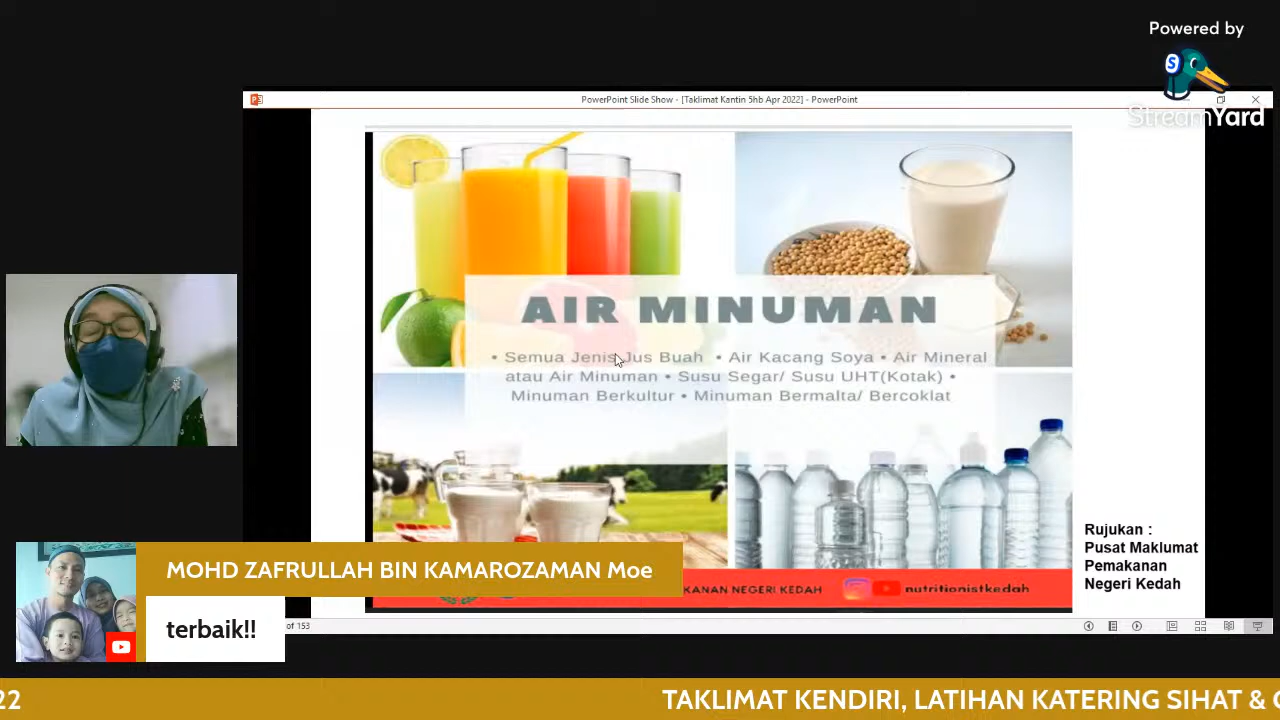 Powered by
StreamYard
PowerPoint Slide Show - [Taklimat Kantin 5hb Apr 2022] - PowerPoint
AIR MINUMAN
• Semua Jenis Jus Buah • Air Kacang Soya • Air Mineral
atau Air Minuman • Susu Segar/ Susu UHT(Kotak) •
Minuman Berkultur • Minuman Bermalta/ Bercoklat
Rujukan :
Pusat Maklumat
Pemakanan
Negeri Kedah
KANAN NEGERI KEDAH
nutritionistkedah
MOHD ZAFRULLAH BIN KAMAROZAMAN Moe
terbaik!!
of 153
22
TAKLIMAT KENDIRI, LATIHAN KATERING SIHAT &